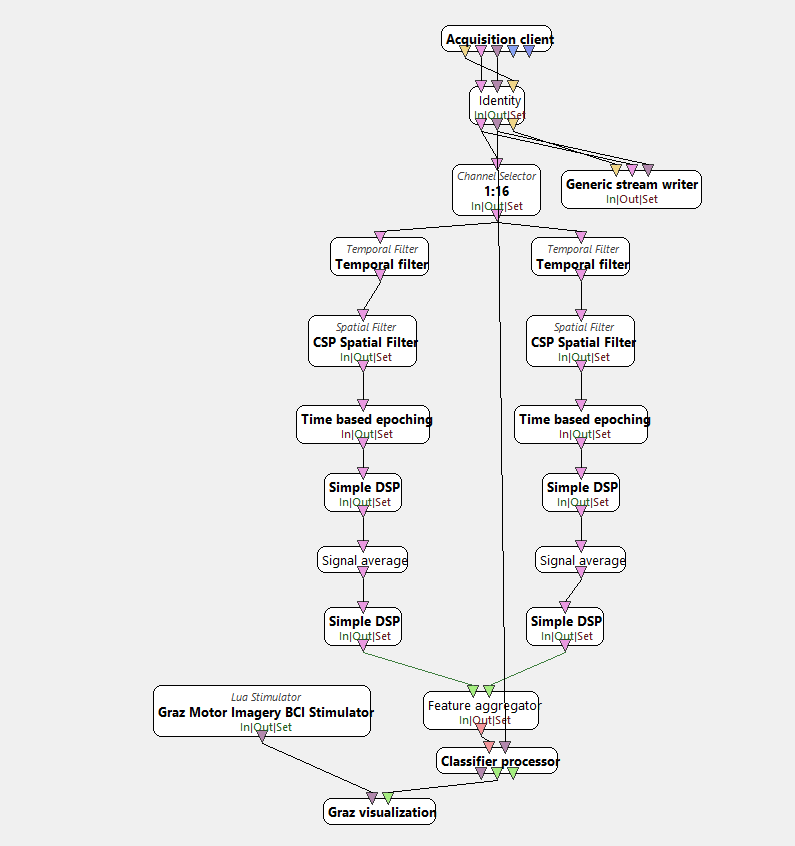 Acquisition client
Identity
In|Out|Set
Channel Selector
1:16
In|Out|Set
Generic stream writer
In|Out|Set
Temporal Filter
Temporal filter
Temporal Filter
Temporal filter
Spatial Filter
CSP Spatial Filter
In|Out|Set
Spatial Filter
CSP Spatial Filter
In|Out|Set
Time based epoching
In|Out|Set
Time based epoching
In|Out|Set
Simple DSP
In|Out|Set
Simple DSP
In|Out|Set
Signal average
Signal average
Simple DSP
In|Out|Set
Simple DSP
In|Out|Set
Lua Stimulator
Graz Motor Imagery BCI Stimulator
In|Out|Set
Feature aggregator
In|Out|Set
Classifier processor
Graz visualization